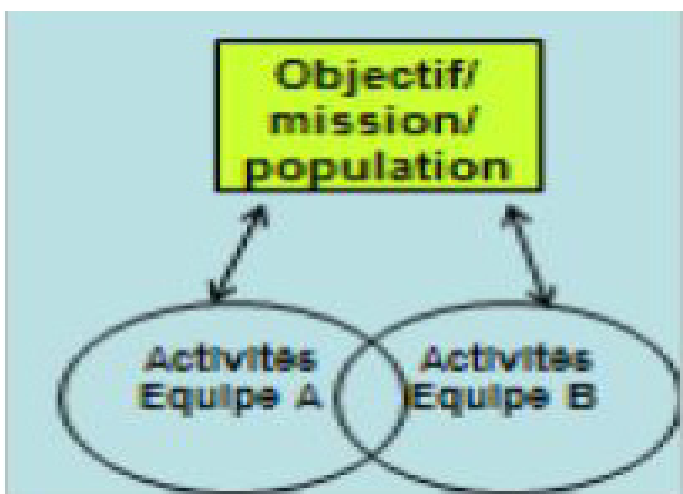 Objectif/
mission/
population
Activités Activités
Equipe A Equipe B